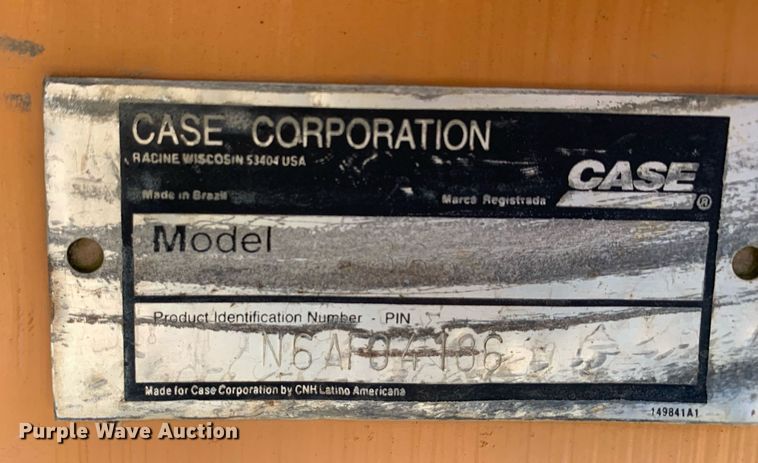 CASE CORPORATION
RACINE WISCOSIN 53404 USA
CASE ®
Made in Brazil
Marca Registrada
Model
Product Identification Number - PIN
N6AF04186
Made for Case Corporation by CNH Latino Americana
149841A1
Purple Wave Auction